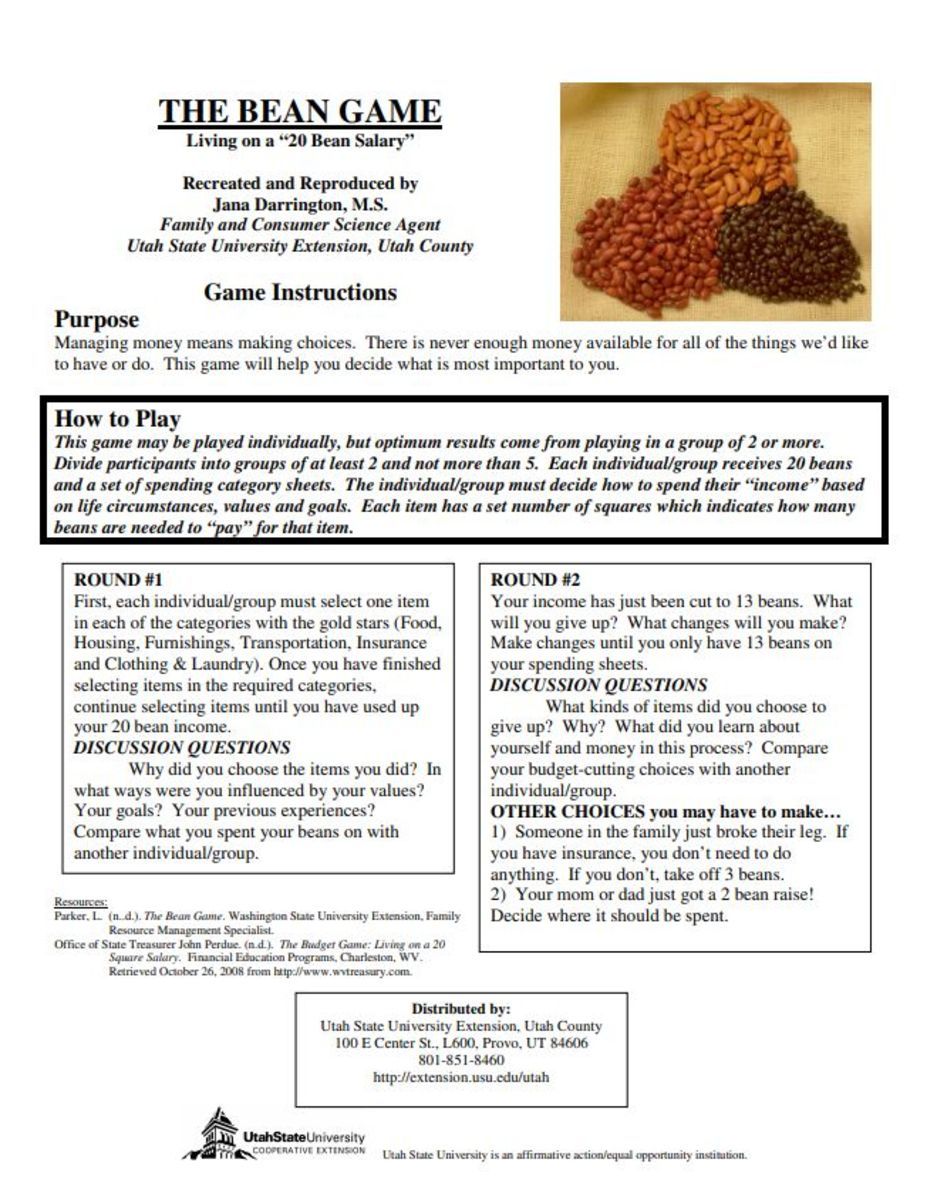 THE BEAN GAME
Living on a “20 Bean Salary”
Recreated and Reproduced by
Jana Darrington, M.S.
Family and Consumer Science Agent
Utah State University Extension, Utah County
Game Instructions
Purpose
Managing money means making choices. There is never enough money available for all of the things we’d like
to have or do. This game will help you decide what is most important to you.
How to Play
This game may be played individually, but optimum results come from playing in a group of 2 or more.
Divide participants into groups of at least 2 and not more than 5. Each individual/group receives 20 beans
and a set of spending category sheets. The individual/group must decide how to spend their “income” based
on life circumstances, values and goals. Each item has a set number of squares which indicates how many
beans are needed to “pay” for that item.
ROUND #1
First, each individual/group must select one item
in each of the categories with the gold stars (Food,
Housing, Furnishings, Transportation, Insurance
and Clothing & Laundry). Once you have finished
selecting items in the required categories,
continue selecting items until you have used up
your 20 bean income.
DISCUSSION QUESTIONS
Why did you choose the items you did? In
what ways were you influenced by your values?
Your goals? Your previous experiences?
Compare what you spent your beans on with
another individual/group.
ROUND #2
Your income has just been cut to 13 beans. What
will you give up? What changes will you make?
Make changes until you only have 13 beans on
your spending sheets.
DISCUSSION QUESTIONS
What kinds of items did you choose to
give up? Why? What did you learn about
yourself and money in this process? Compare
your budget-cutting choices with another
individual/group.
OTHER CHOICES you may have to make…
1) Someone in the family just broke their leg. If
you have insurance, you don’t need to do
anything. If you don’t, take off 3 beans.
2) Your mom or dad just got a 2 bean raise!
Decide where it should be spent.
Resources:
Parker, L. (n..d.). The Bean Game. Washington State University Extension, Family
Resource Management Specialist.
Office of State Treasurer John Perdue. (n.d.). The Budget Game: Living on a 20
Square Salary. Financial Education Programs, Charleston, WV.
Retrieved October 26, 2008 from http://www.wvtreasury.com.
Distributed by:
Utah State University Extension, Utah County
100 E Center St., L600, Provo, UT 84606
801-851-8460
http://extension.usu.edu/utah
UtahStateUniversity
COOPERATIVE EXTENSION
Utah State University is an affirmative action/equal opportunity institution.